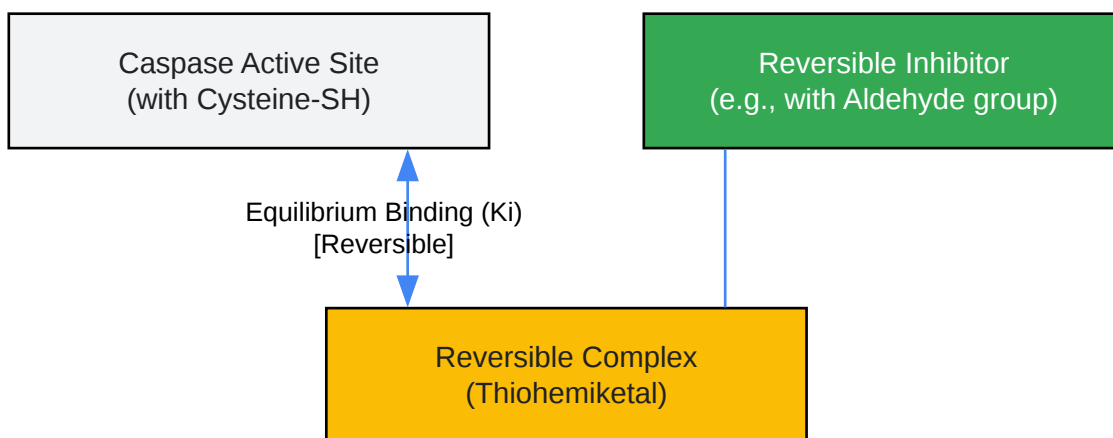 Caspase Active Site
(with Cysteine-SH)
Reversible Inhibitor
(e.g., with Aldehyde group)
Equilibrium Binding (Ki)
[Reversible]
Reversible Complex
(Thiohemiketal)